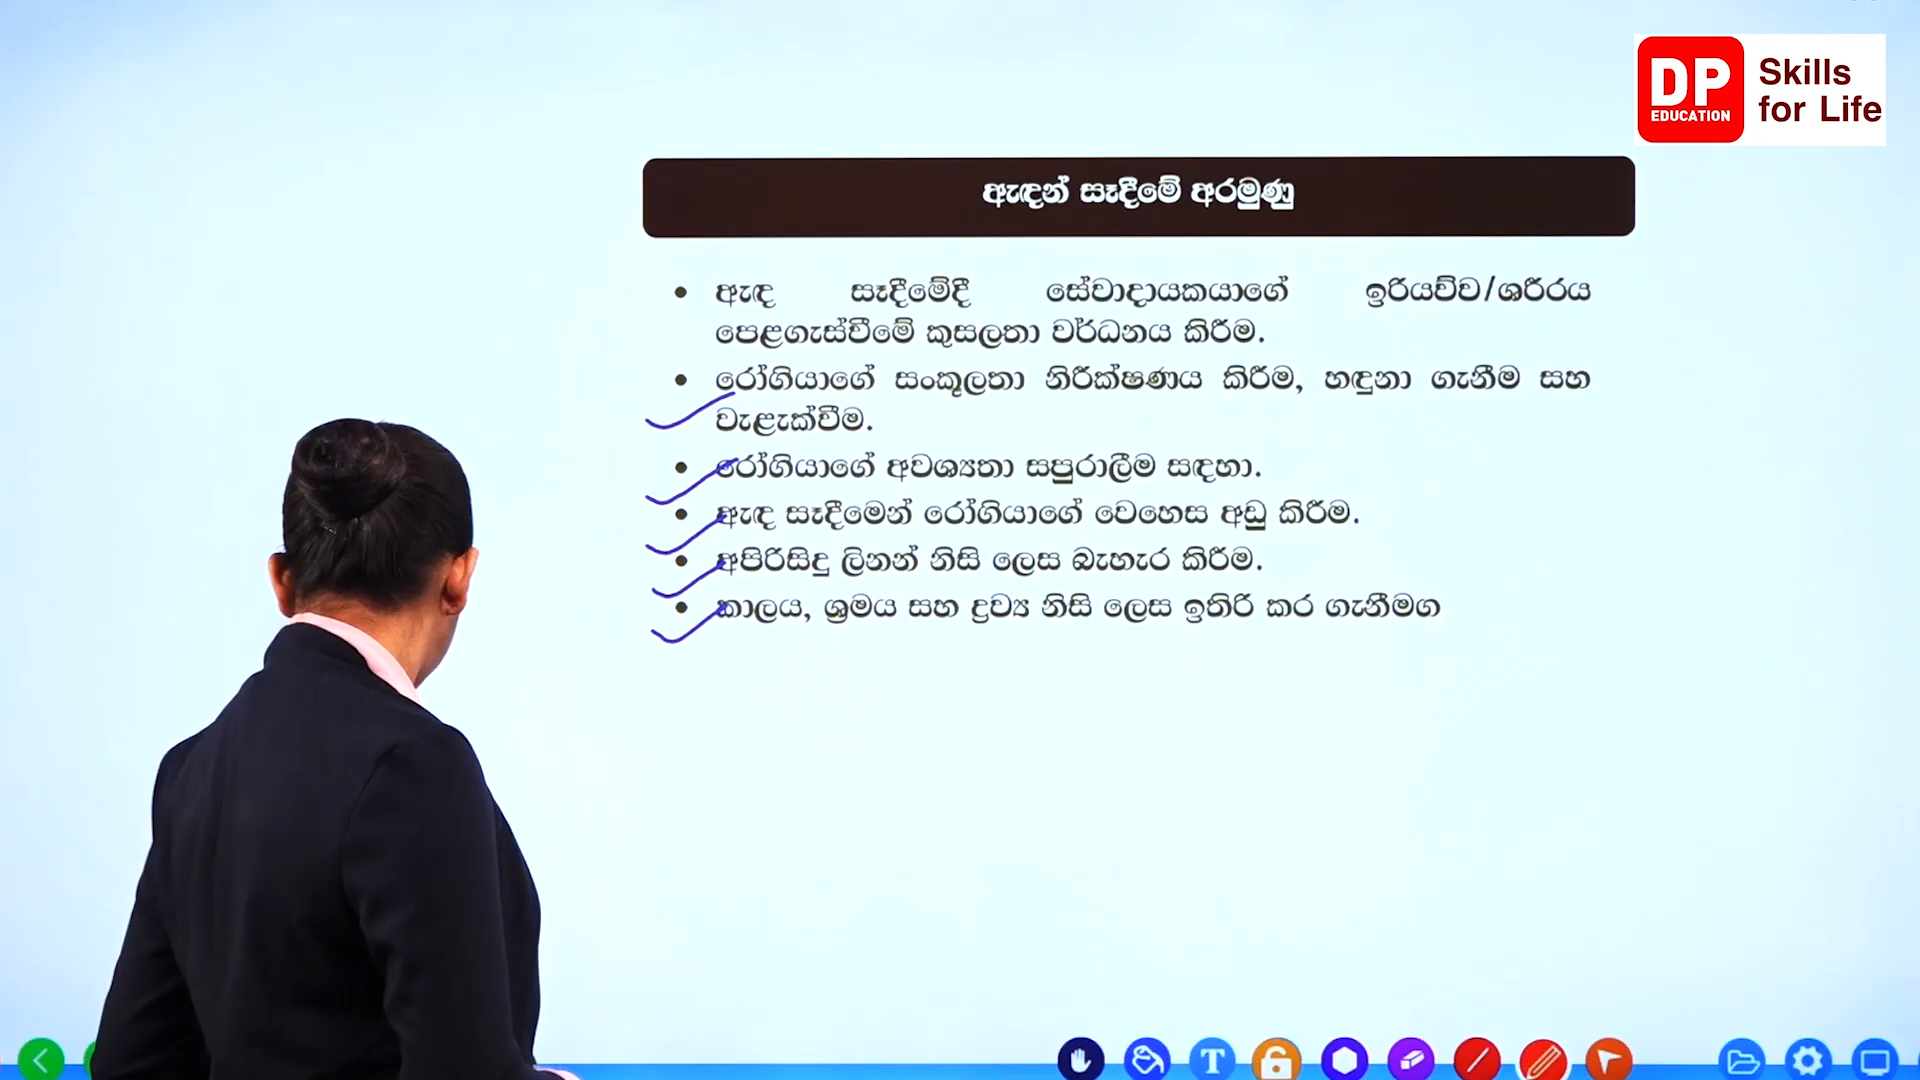 DP
EDUCATION
Skills
for Life
ඇඳන් සෑදීමේ අරමුණු
• ඇඳ සෑදීමේදී සේවාදායකයාගේ ඉරියව්ව/ශරීරය
පෙළගැස්වීමේ කුසලතා වර්ධනය කිරීම.
• රෝගියාගේ සංකූලතා නිරීක්ෂණය කිරීම, හඳුනා ගැනීම සහ
වැළැක්වීම.
• රෝගියාගේ අවශ්‍යතා සපුරාලීම සඳහා.
• ඇඳ සෑදීමෙන් රෝගියාගේ වෙහෙස අඩු කිරීම.
• අපිරිසිදු ලිනන් නිසි ලෙස බැහැර කිරීම.
• කාලය, ශ්‍රමය සහ ද්‍රව්‍ය නිසි ලෙස ඉතිරි කර ගැනීමග
T